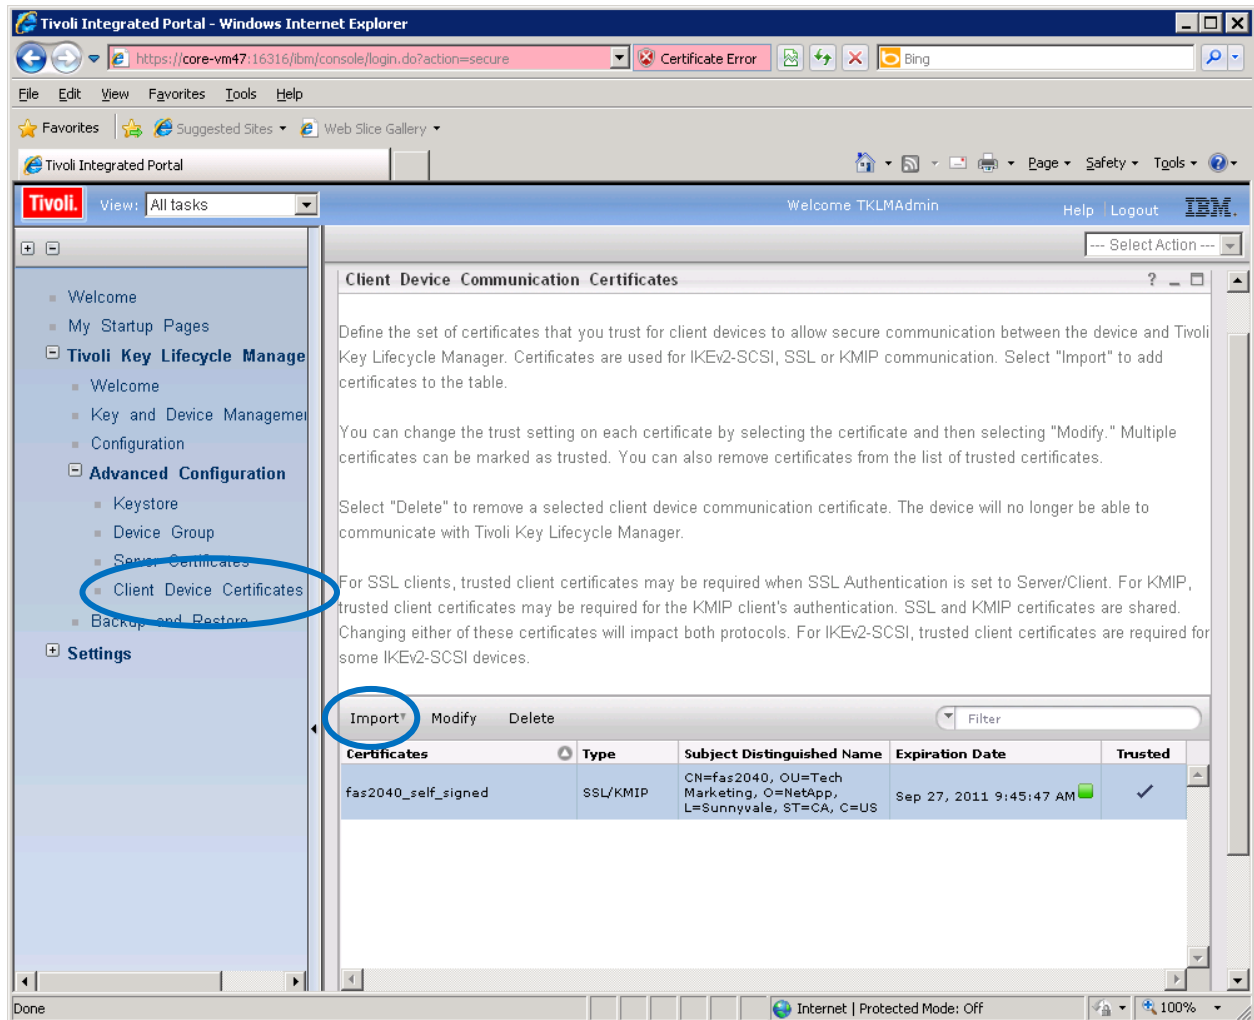 Tivoli Integrated Portal - Windows Internet Explorer
https://core-vm47:16316/ibm/console/login.do?action=secure
Certificate Error
Bing
File Edit View Favorites Tools Help
Favorites Suggested Sites Web Slice Gallery
Tivoli Integrated Portal
Page Safety Tools
Tivoli. View: All tasks Welcome TKLMAdmin Help Logout IBM.
--- Select Action ---
Welcome
My Startup Pages
Tivoli Key Lifecycle Manage
Welcome
Key and Device Managemen
Configuration
Advanced Configuration
Keystore
Device Group
Server Certificates
Client Device Certificates
Backup and Restore
Settings
Client Device Communication Certificates
Define the set of certificates that you trust for client devices to allow secure communication between the device and Tivoli
Key Lifecycle Manager. Certificates are used for IKEv2-SCSI, SSL or KMIP communication. Select "Import" to add
certificates to the table.
You can change the trust setting on each certificate by selecting the certificate and then selecting "Modify." Multiple
certificates can be marked as trusted. You can also remove certificates from the list of trusted certificates.
Select "Delete" to remove a selected client device communication certificate. The device will no longer be able to
communicate with Tivoli Key Lifecycle Manager.
For SSL clients, trusted client certificates may be required when SSL Authentication is set to Server/Client. For KMIP,
trusted client certificates may be required for the KMIP client's authentication. SSL and KMIP certificates are shared.
Changing either of these certificates will impact both protocols. For IKEv2-SCSI, trusted client certificates are required for
some IKEv2-SCSI devices.
Import Modify Delete Filter
Certificates Type Subject Distinguished Name Expiration Date Trusted
fas2040_self_signed SSL/KMIP CN=fas2040, OU=Tech
Marketing, O=NetApp,
L=Sunnyvale, ST=CA, C=US
Sep 27, 2011 9:45:47 AM
Done Internet | Protected Mode: Off 100%